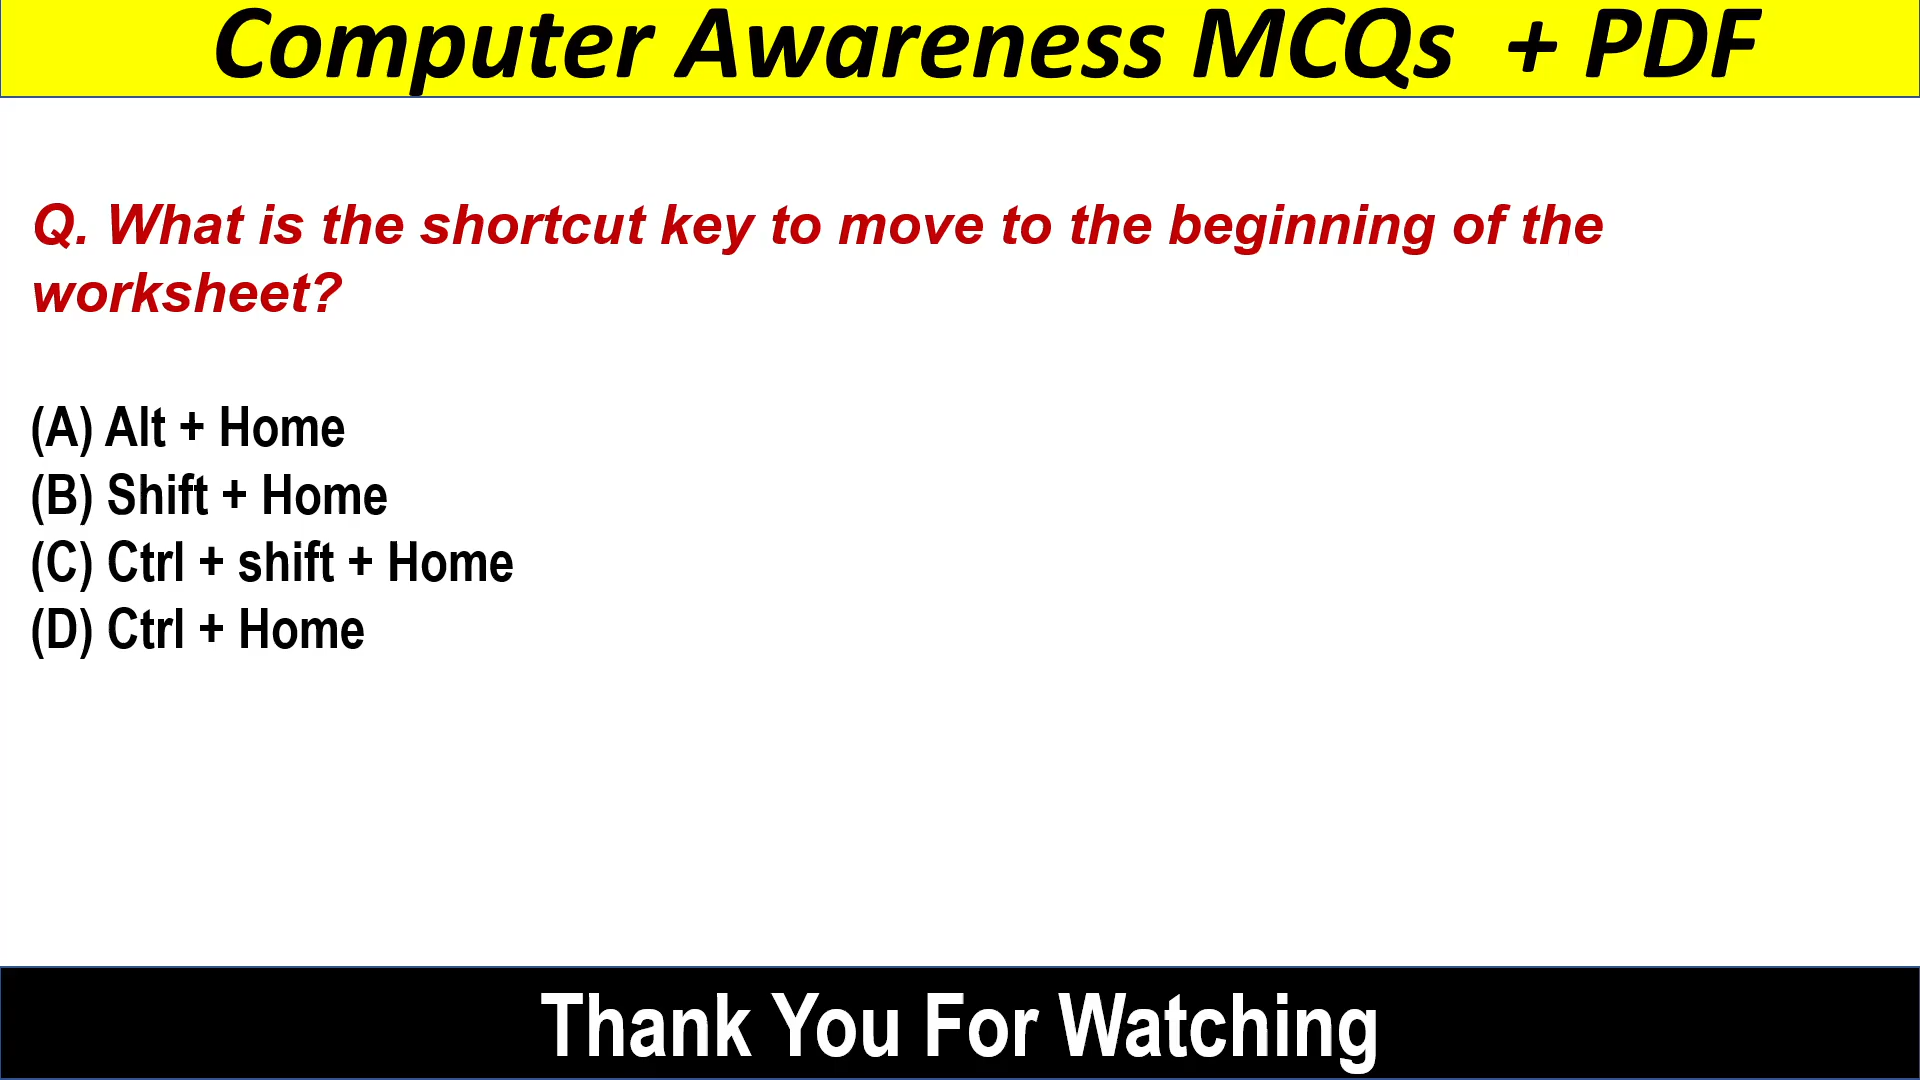 Computer Awareness MCQs + PDF
Q. What is the shortcut key to move to the beginning of the
worksheet?
(A) Alt + Home
(B) Shift + Home
(C) Ctrl + shift + Home
(D) Ctrl + Home
Thank You For Watching